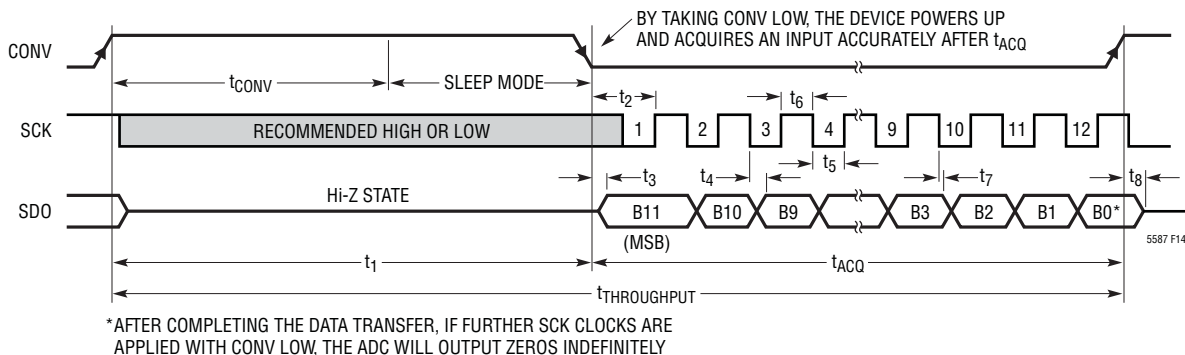 BY TAKING CONV LOW, THE DEVICE POWERS UP
AND ACQUIRES AN INPUT ACCURATELY AFTER tACQ
CONV
tCONV
SLEEP MODE
t2
t6
SCK
RECOMMENDED HIGH OR LOW
1 2 3 4 9 10 11 12
t3
t4
t5
t7
t8
Hi-Z STATE
SDO
B11 B10 B9 B3 B2 B1 B0*
(MSB)
5587 F14
t1
tACQ
tTHROUGHPUT
*AFTER COMPLETING THE DATA TRANSFER, IF FURTHER SCK CLOCKS ARE
APPLIED WITH CONV LOW, THE ADC WILL OUTPUT ZEROS INDEFINITELY